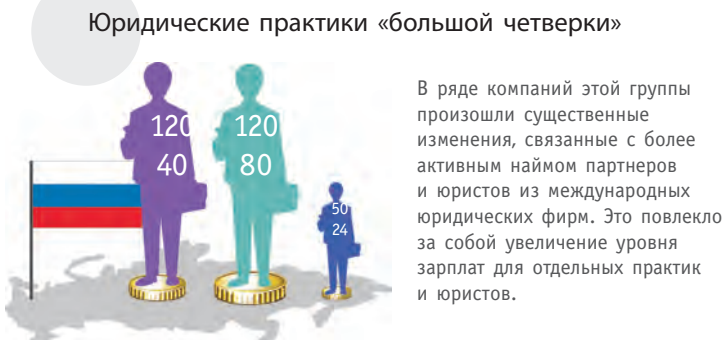 Юридические практики «большой четверки»
120
40
120
80
50
24
В ряде компаний этой группы
произошли существенные
изменения, связанные с более
активным наймом партнеров
и юристов из международных
юридических фирм. Это повлекло
за собой увеличение уровня
зарплат для отдельных практик
и юристов.